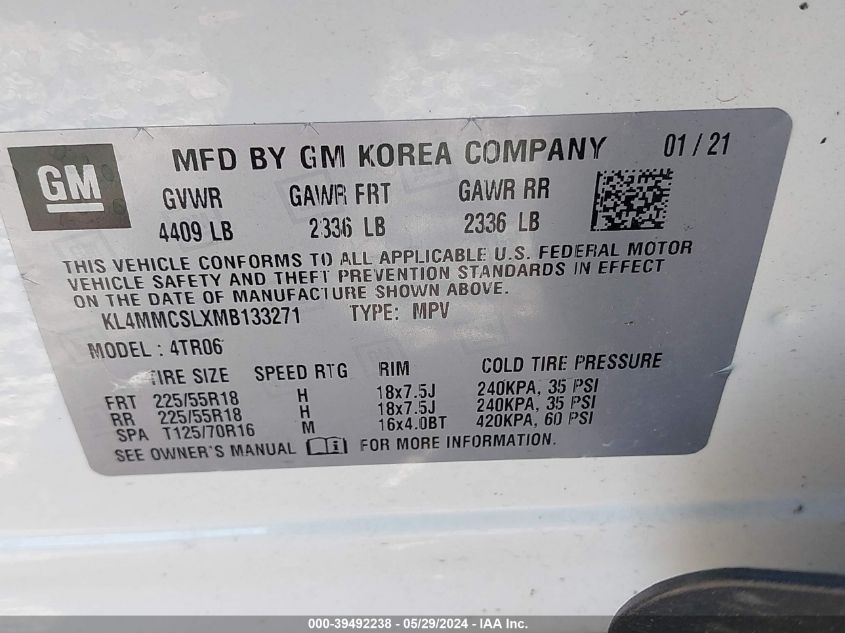 GM
MFD BY GM KOREA COMPANY 01 / 21
GVWR GAWR FRT GAWR RR
4409 LB 2336 LB 2336 LB
THIS VEHICLE CONFORMS TO ALL APPLICABLE U.S. FEDERAL MOTOR
VEHICLE SAFETY AND THEFT PREVENTION STANDARDS IN EFFECT
ON THE DATE OF MANUFACTURE SHOWN ABOVE.
KL4MMCSLXMB133271 TYPE: MPV
MODEL : 4TR06
TIRE SIZE SPEED RTG RIM COLD TIRE PRESSURE
FRT 225/55R18 H 18x7.5J 240KPA, 35 PSI
RR 225/55R18 H 18x7.5J 240KPA, 35 PSI
SPA T125/70R16 M 16x4.0BT 420KPA, 60 PSI
SEE OWNER'S MANUAL FOR MORE INFORMATION.
000-39492238 - 05/29/2024 - IAA Inc.